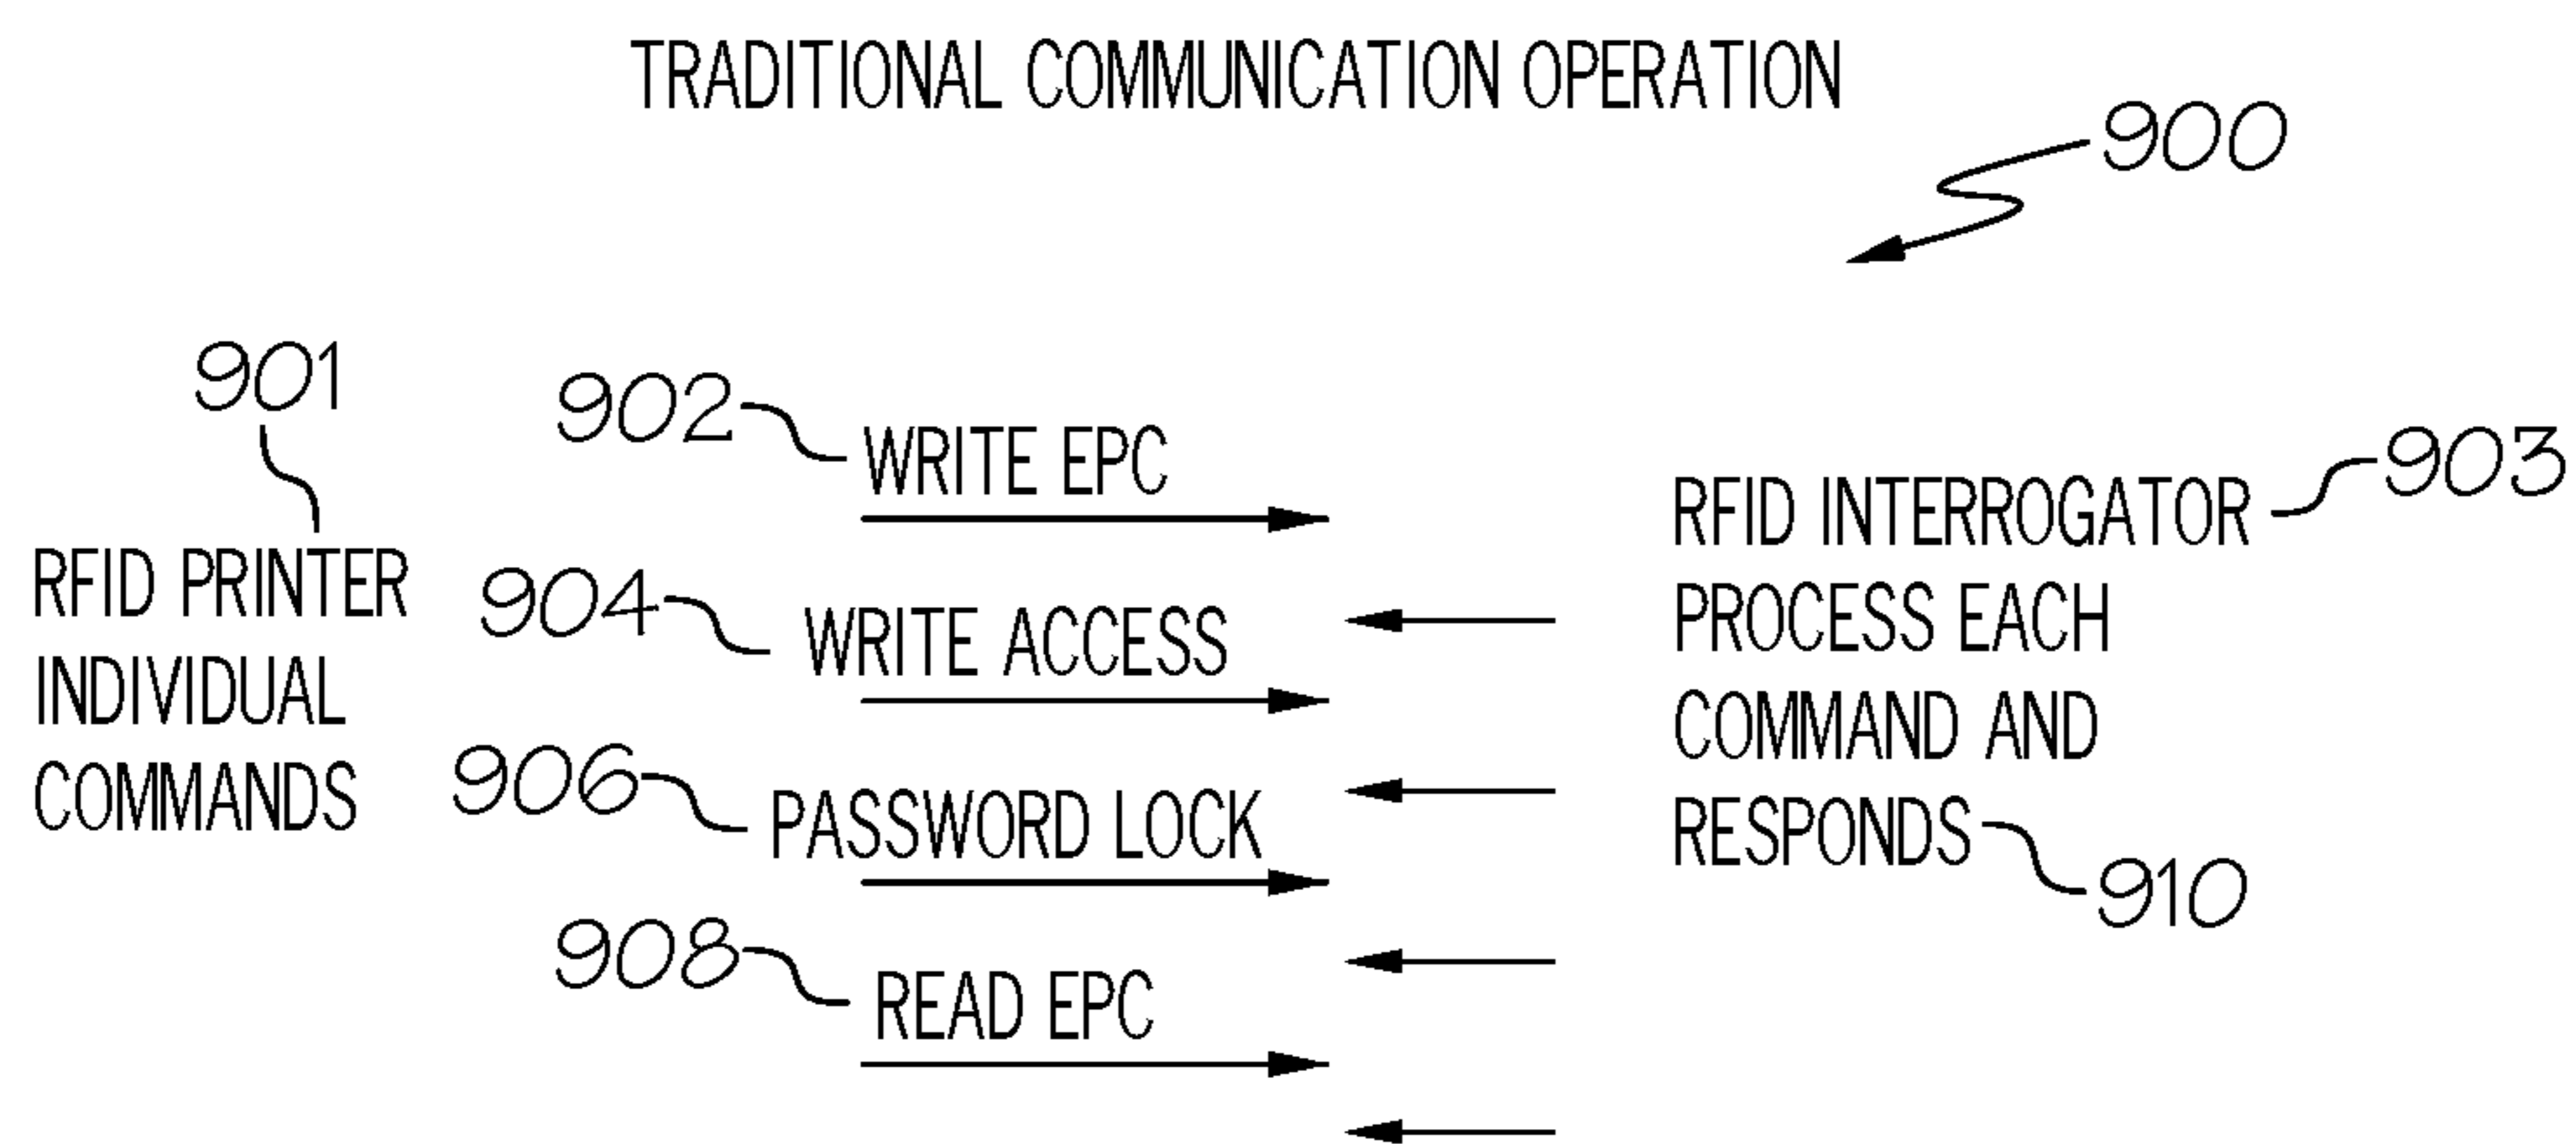 TRADITIONAL COMMUNICATION OPERATION
900
901
RFID PRINTER
INDIVIDUAL
COMMANDS
902
WRITE EPC
904
WRITE ACCESS
906
PASSWORD LOCK
908
READ EPC
903
RFID INTERROGATOR
PROCESS EACH
COMMAND AND
RESPONDS
910